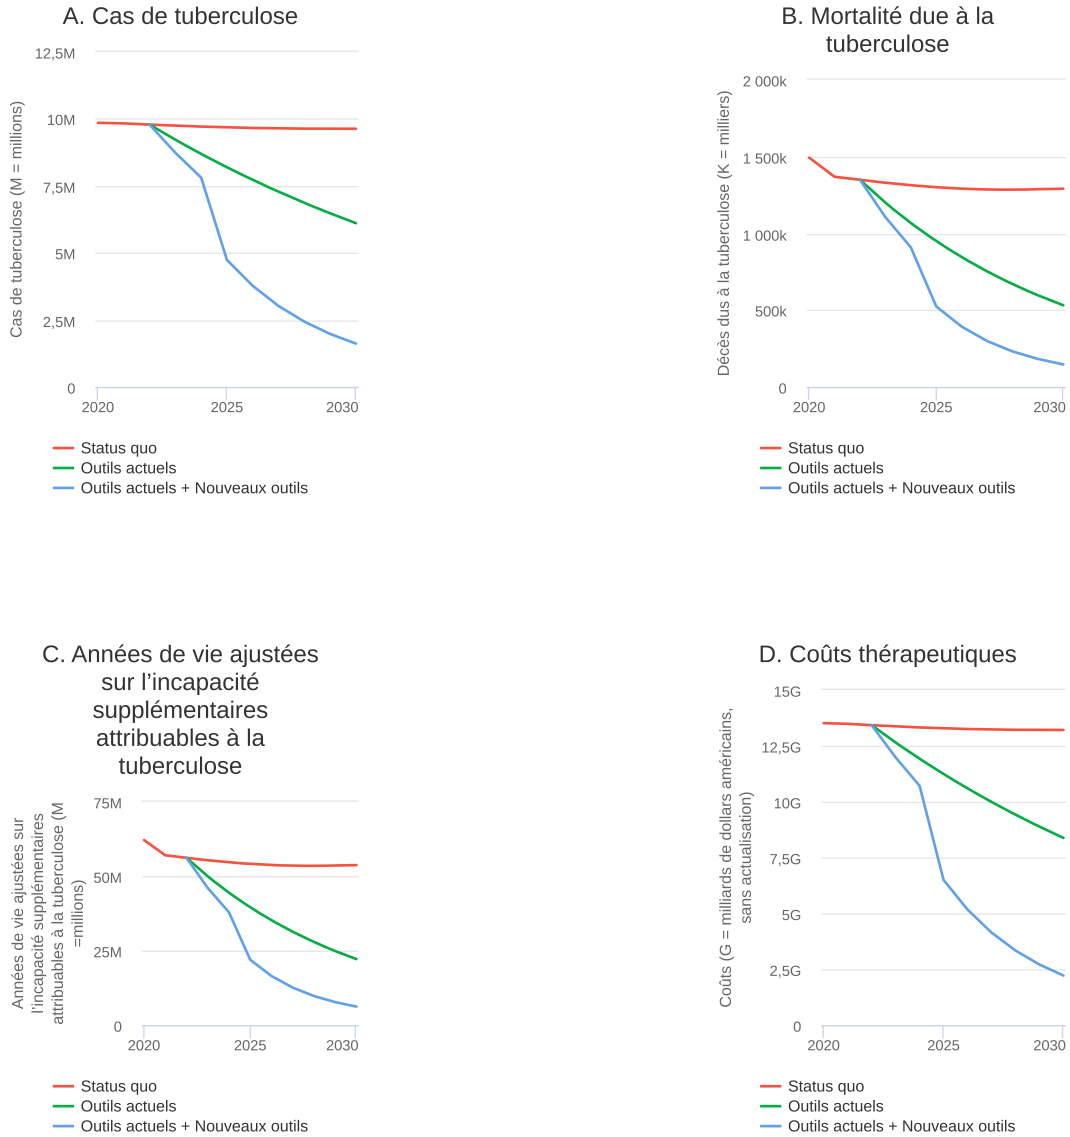 A. Cas de tuberculose
Cas de tuberculose (M = millions)
12,5M
10M
7,5M
5M
2,5M
0
2020
2025
2030
Status quo
Outils actuels
Outils actuels + Nouveaux outils
B. Mortalité due à la
tuberculose
Décès dus à la tuberculose (K = milliers)
2 000k
1 500k
1 000k
500k
0
2020
2025
2030
Status quo
Outils actuels
Outils actuels + Nouveaux outils
C. Années de vie ajustées
sur l’incapacité
supplémentaires
attribuables à la
tuberculose
Années de vie ajustées sur
l’incapacité supplémentaires
attribuables à la tuberculose (M
=millions)
75M
50M
25M
0
2020
2025
2030
Status quo
Outils actuels
Outils actuels + Nouveaux outils
D. Coûts thérapeutiques
Coûts (G = milliards de dollars américains,
sans actualisation)
15G
12,5G
10G
7,5G
5G
2,5G
0
2020
2025
2030
Status quo
Outils actuels
Outils actuels + Nouveaux outils